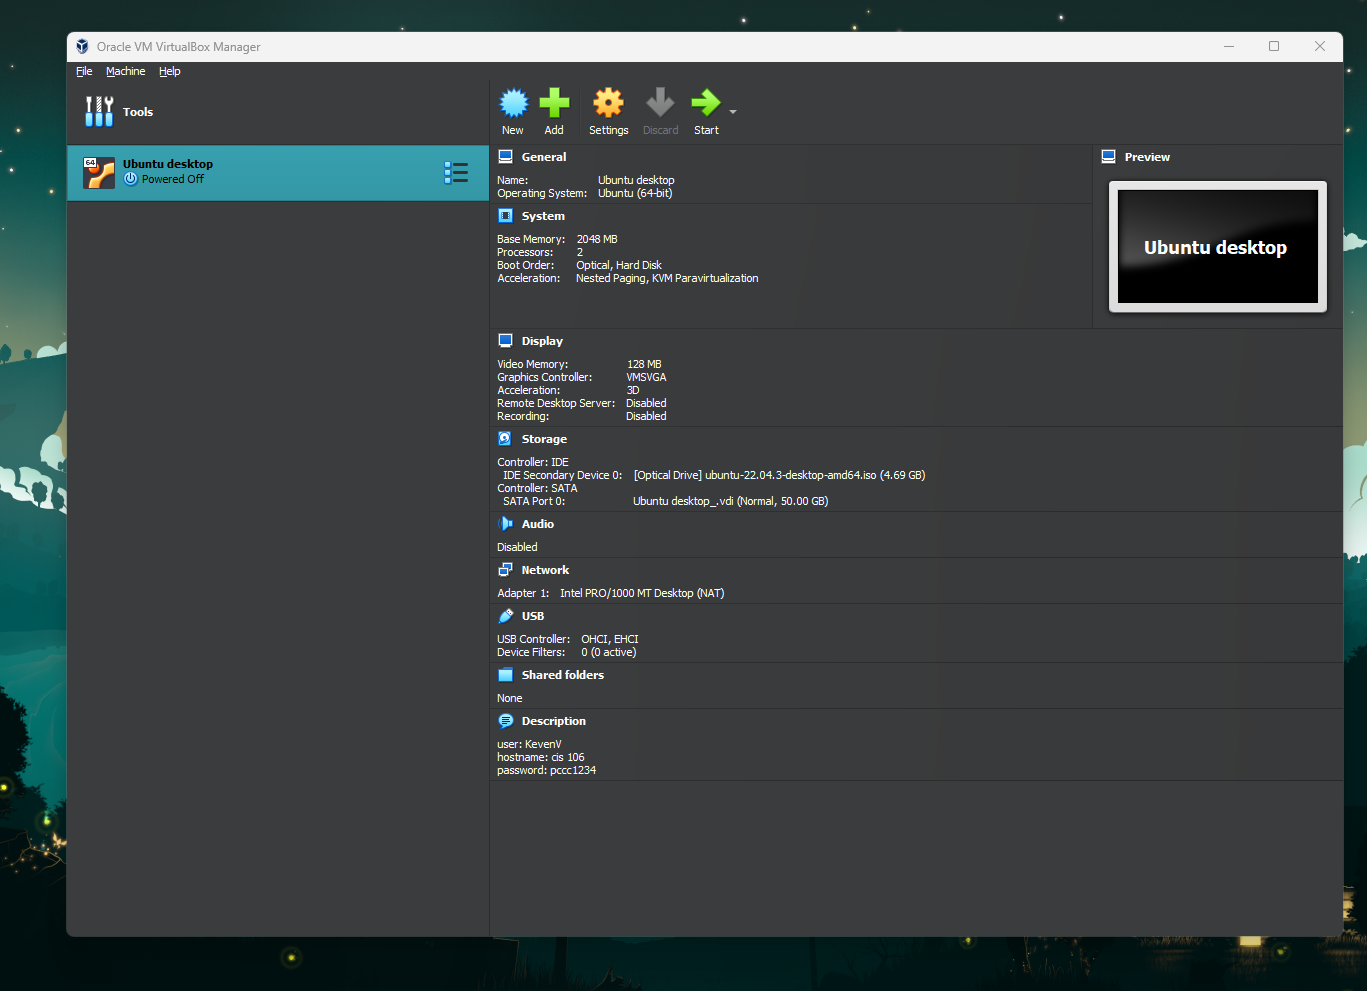 Oracle VM VirtualBox Manager
File Machine Help
Tools
New Add Settings Discard Start
64
Ubuntu desktop
Powered Off
General
Name: Ubuntu desktop
Operating System: Ubuntu (64-bit)
System
Base Memory: 2048 MB
Processors: 2
Boot Order: Optical, Hard Disk
Acceleration: Nested Paging, KVM Paravirtualization
Preview
Ubuntu desktop
Display
Video Memory: 128 MB
Graphics Controller: VMSVGA
Acceleration: 3D
Remote Desktop Server: Disabled
Recording: Disabled
Storage
Controller: IDE
IDE Secondary Device 0: [Optical Drive] ubuntu-22.04.3-desktop-amd64.iso (4.69 GB)
Controller: SATA
SATA Port 0: Ubuntu desktop_.vdi (Normal, 50.00 GB)
Audio
Disabled
Network
Adapter 1: Intel PRO/1000 MT Desktop (NAT)
USB
USB Controller: OHCI, EHCI
Device Filters: 0 (0 active)
Shared folders
None
Description
user: KevenV
hostname: cis 106
password: pccc1234